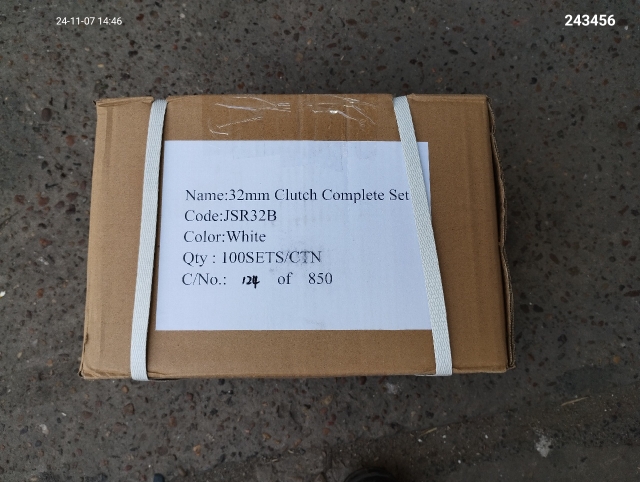 24-11-07 14:46
243456
Name:32mm Clutch Complete Set
Code:JSR32B
Color:White
Qty : 100SETS/CTN
C/No.: 124 of 850